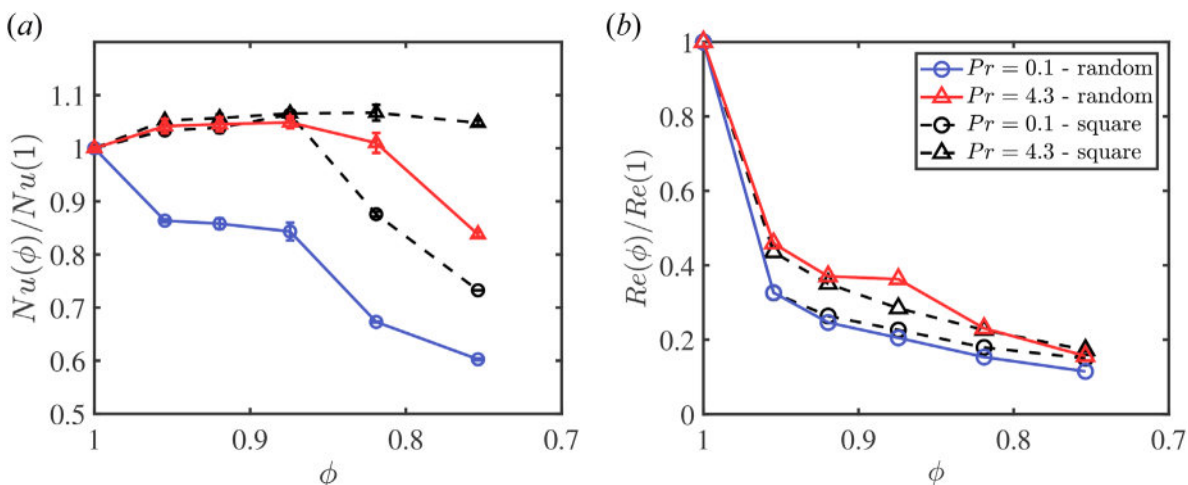 (a)
Nu(ϕ)/Nu(1)
1.1
1
0.9
0.8
0.7
0.6
0.5
1
0.9
0.8
0.7
ϕ
(b)
Re(ϕ)/Re(1)
1
0.8
0.6
0.4
0.2
0
1
0.9
0.8
0.7
ϕ
Pr = 0.1 - random
Pr = 4.3 - random
Pr = 0.1 - square
Pr = 4.3 - square